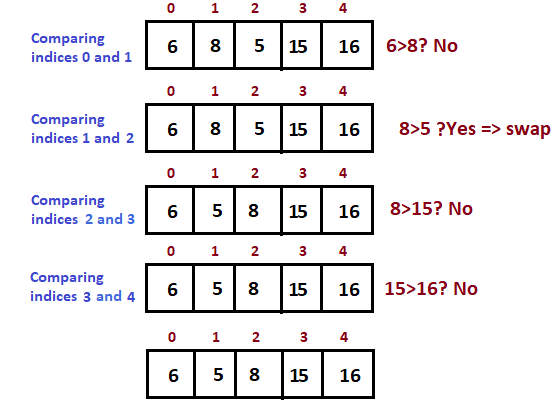 0 1 2 3 4
Comparing indices 0 and 1
6 8 5 15 16
6>8? No
0 1 2 3 4
Comparing indices 1 and 2
6 8 5 15 16
8>5 ?Yes => swap
0 1 2 3 4
Comparing indices 2 and 3
6 5 8 15 16
8>15? No
0 1 2 3 4
Comparing indices 3 and 4
6 5 8 15 16
15>16? No
0 1 2 3 4
6 5 8 15 16